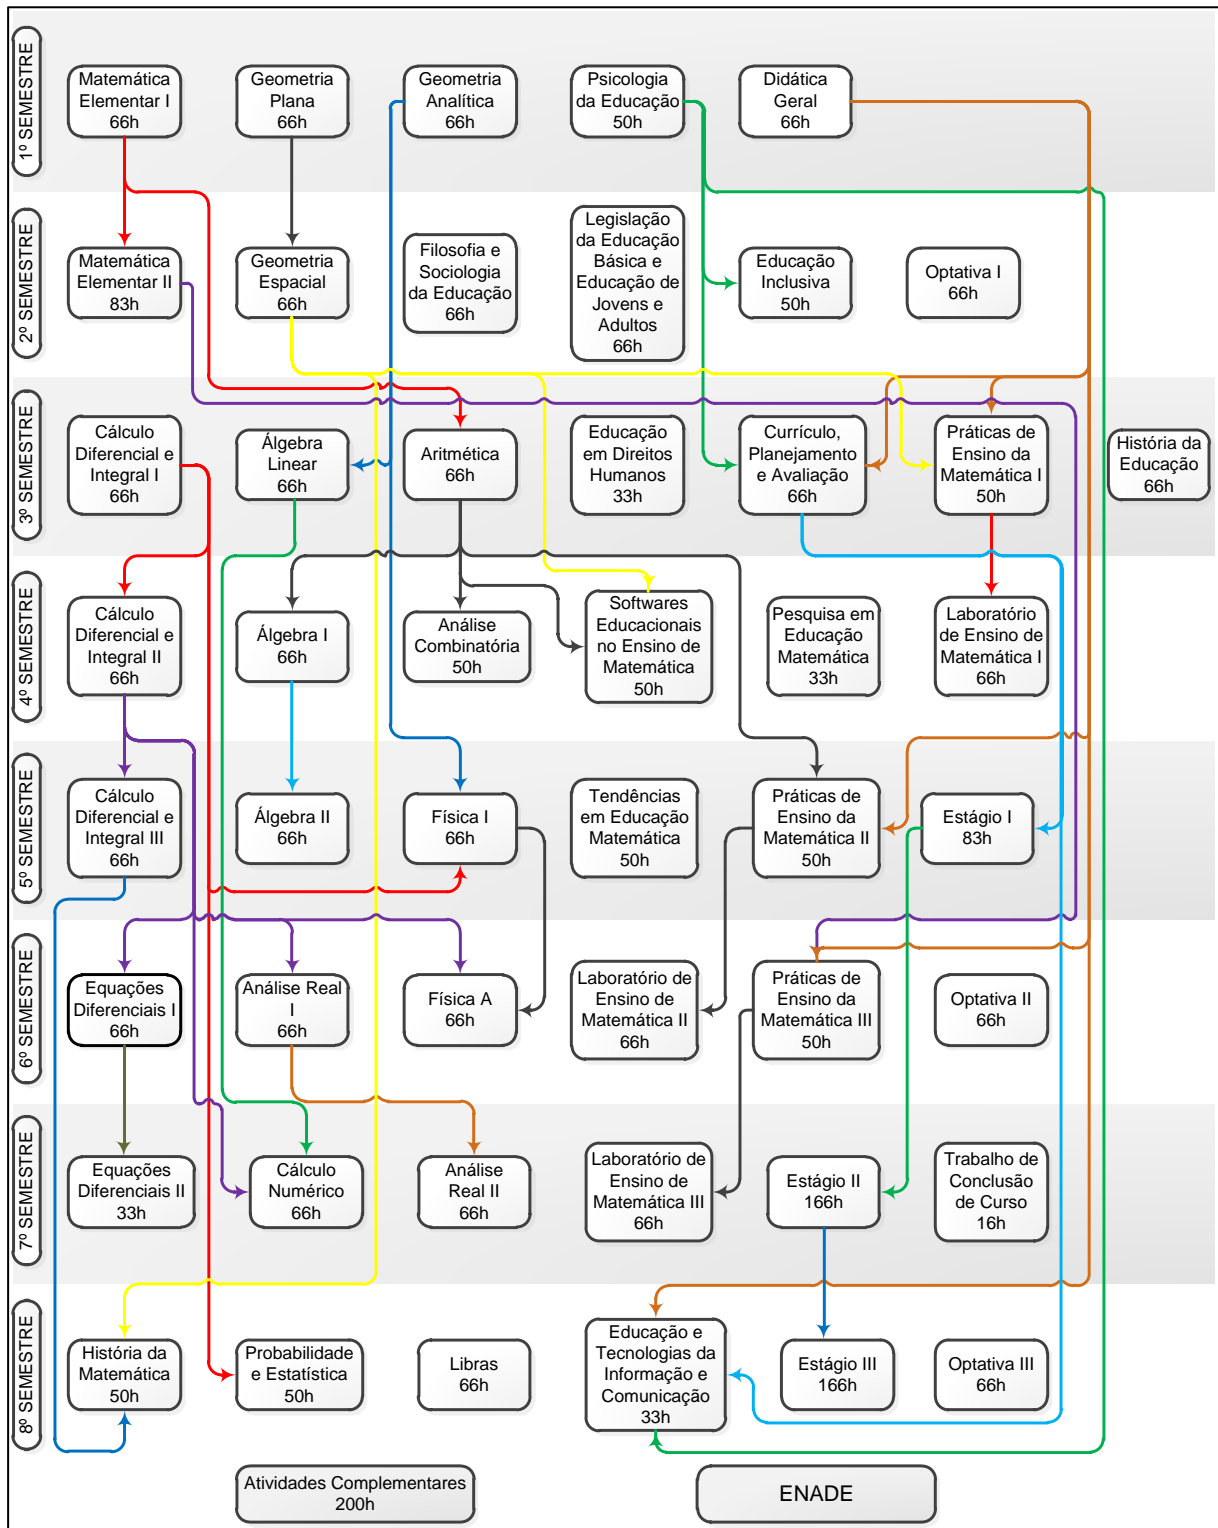 1º SEMESTRE
Matemática
Elementar I
66h
Geometria
Plana
66h
Geometria
Analítica
66h
Psicologia
da Educação
50h
Didática
Geral
66h
2º SEMESTRE
Matemática
Elementar II
83h
Geometria
Espacial
66h
Filosofia e
Sociologia
da Educação
66h
Legislação
da Educação
Básica e
Educação de
Jovens e
Adultos
66h
Educação
Inclusiva
50h
Optativa I
66h
3º SEMESTRE
Cálculo
Diferencial e
Integral I
66h
Álgebra
Linear
66h
Aritmética
66h
Educação
em Direitos
Humanos
33h
Currículo,
Planejamento
e Avaliação
66h
Práticas de
Ensino da
Matemática I
50h
História da
Educação
66h
4º SEMESTRE
Cálculo
Diferencial e
Integral II
66h
Álgebra I
66h
Análise
Combinatória
50h
Softwares
Educacionais
no Ensino de
Matemática
50h
Pesquisa em
Educação
Matemática
33h
Laboratório
de Ensino de
Matemática I
66h
5º SEMESTRE
Cálculo
Diferencial e
Integral III
66h
Álgebra II
66h
Física I
66h
Tendências
em Educação
Matemática
50h
Práticas de
Ensino da
Matemática II
50h
Estágio I
83h
6º SEMESTRE
Equações
Diferenciais I
66h
Análise Real
I
66h
Física A
66h
Laboratório de
Ensino de
Matemática II
66h
Práticas de
Ensino da
Matemática III
50h
Optativa II
66h
7º SEMESTRE
Equações
Diferenciais II
33h
Cálculo
Numérico
66h
Análise
Real II
66h
Laboratório de
Ensino de
Matemática III
66h
Estágio II
166h
Trabalho de
Conclusão
de Curso
16h
8º SEMESTRE
História da
Matemática
50h
Probabilidade
e Estatística
50h
Libras
66h
Educação e
Tecnologias da
Informação e
Comunicação
33h
Estágio III
166h
Optativa III
66h
Atividades Complementares
200h
ENADE